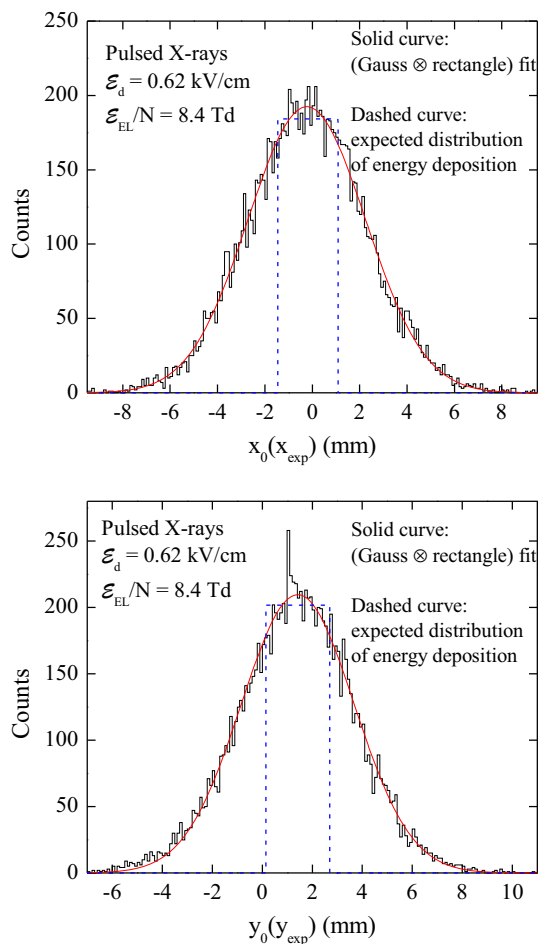 Pulsed X-rays
ℰd = 0.62 kV/cm
ℰEL/N = 8.4 Td
Solid curve:
(Gauss ⊗ rectangle) fit
Dashed curve:
expected distribution
of energy deposition
Counts
250
200
150
100
50
0
-8 -6 -4 -2 0 2 4 6 8
x0(xexp) (mm)
Pulsed X-rays
ℰd = 0.62 kV/cm
ℰEL/N = 8.4 Td
Solid curve:
(Gauss ⊗ rectangle) fit
Dashed curve:
expected distribution
of energy deposition
Counts
250
200
150
100
50
0
-6 -4 -2 0 2 4 6 8 10
y0(yexp) (mm)